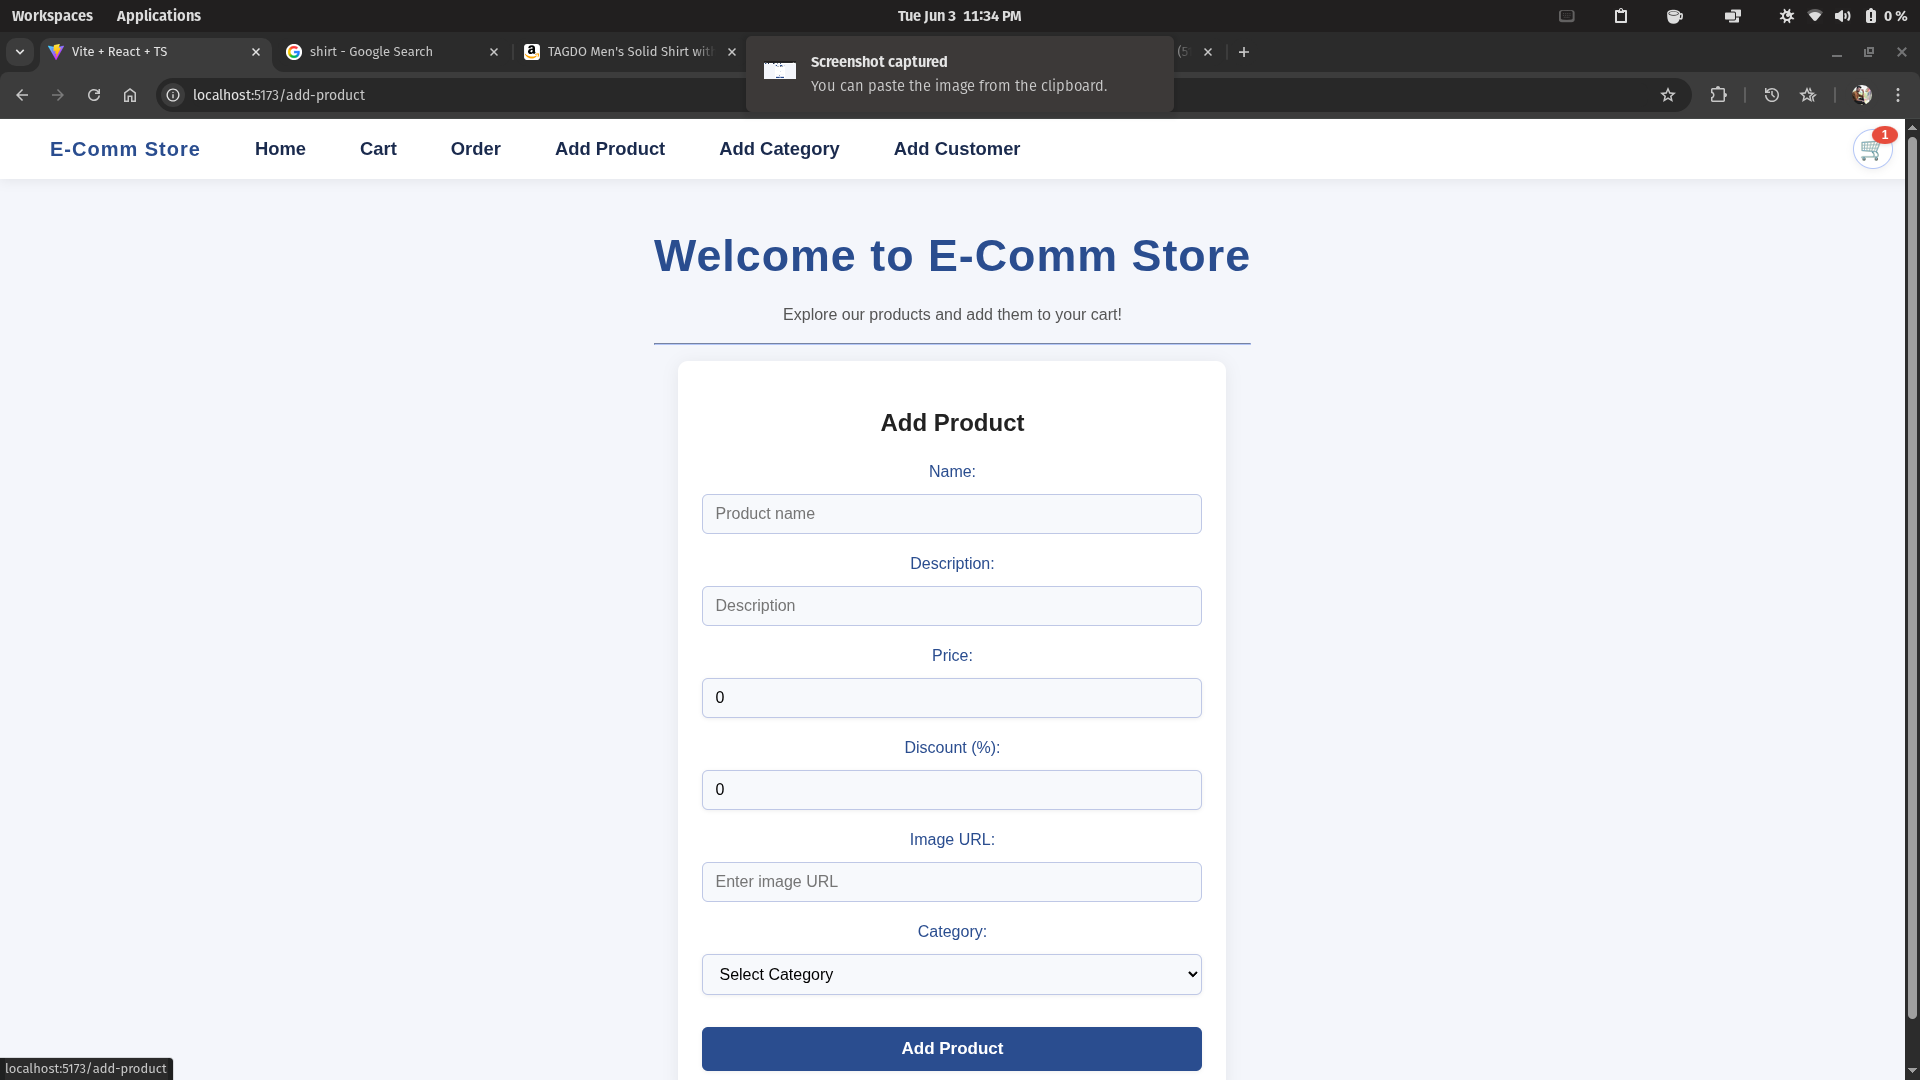 Workspaces Applications Tue Jun 3 11:34 PM 0 %
Vite + React + TS shirt - Google Search TAGDO Men's Solid Shirt with (5
Screenshot captured
You can paste the image from the clipboard.
localhost:5173/add-product
E-Comm Store Home Cart Order Add Product Add Category Add Customer 1
Welcome to E-Comm Store
Explore our products and add them to your cart!
Add Product
Name:
Product name
Description:
Description
Price:
0
Discount (%):
0
Image URL:
Enter image URL
Category:
Select Category
Add Product
localhost:5173/add-product